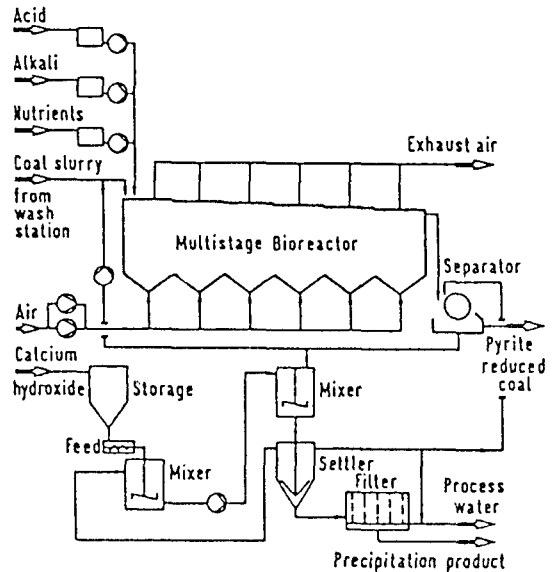 Acid
Alkali
Nutrients
Coal slurry
from
wash
station
Exhaust air
Multistage Bioreactor
Separator
Air
Pyrite
reduced
coal
Calcium
hydroxide
Storage
Mixer
Feed
Mixer
Settler
Filter
Process
water
Precipitation product